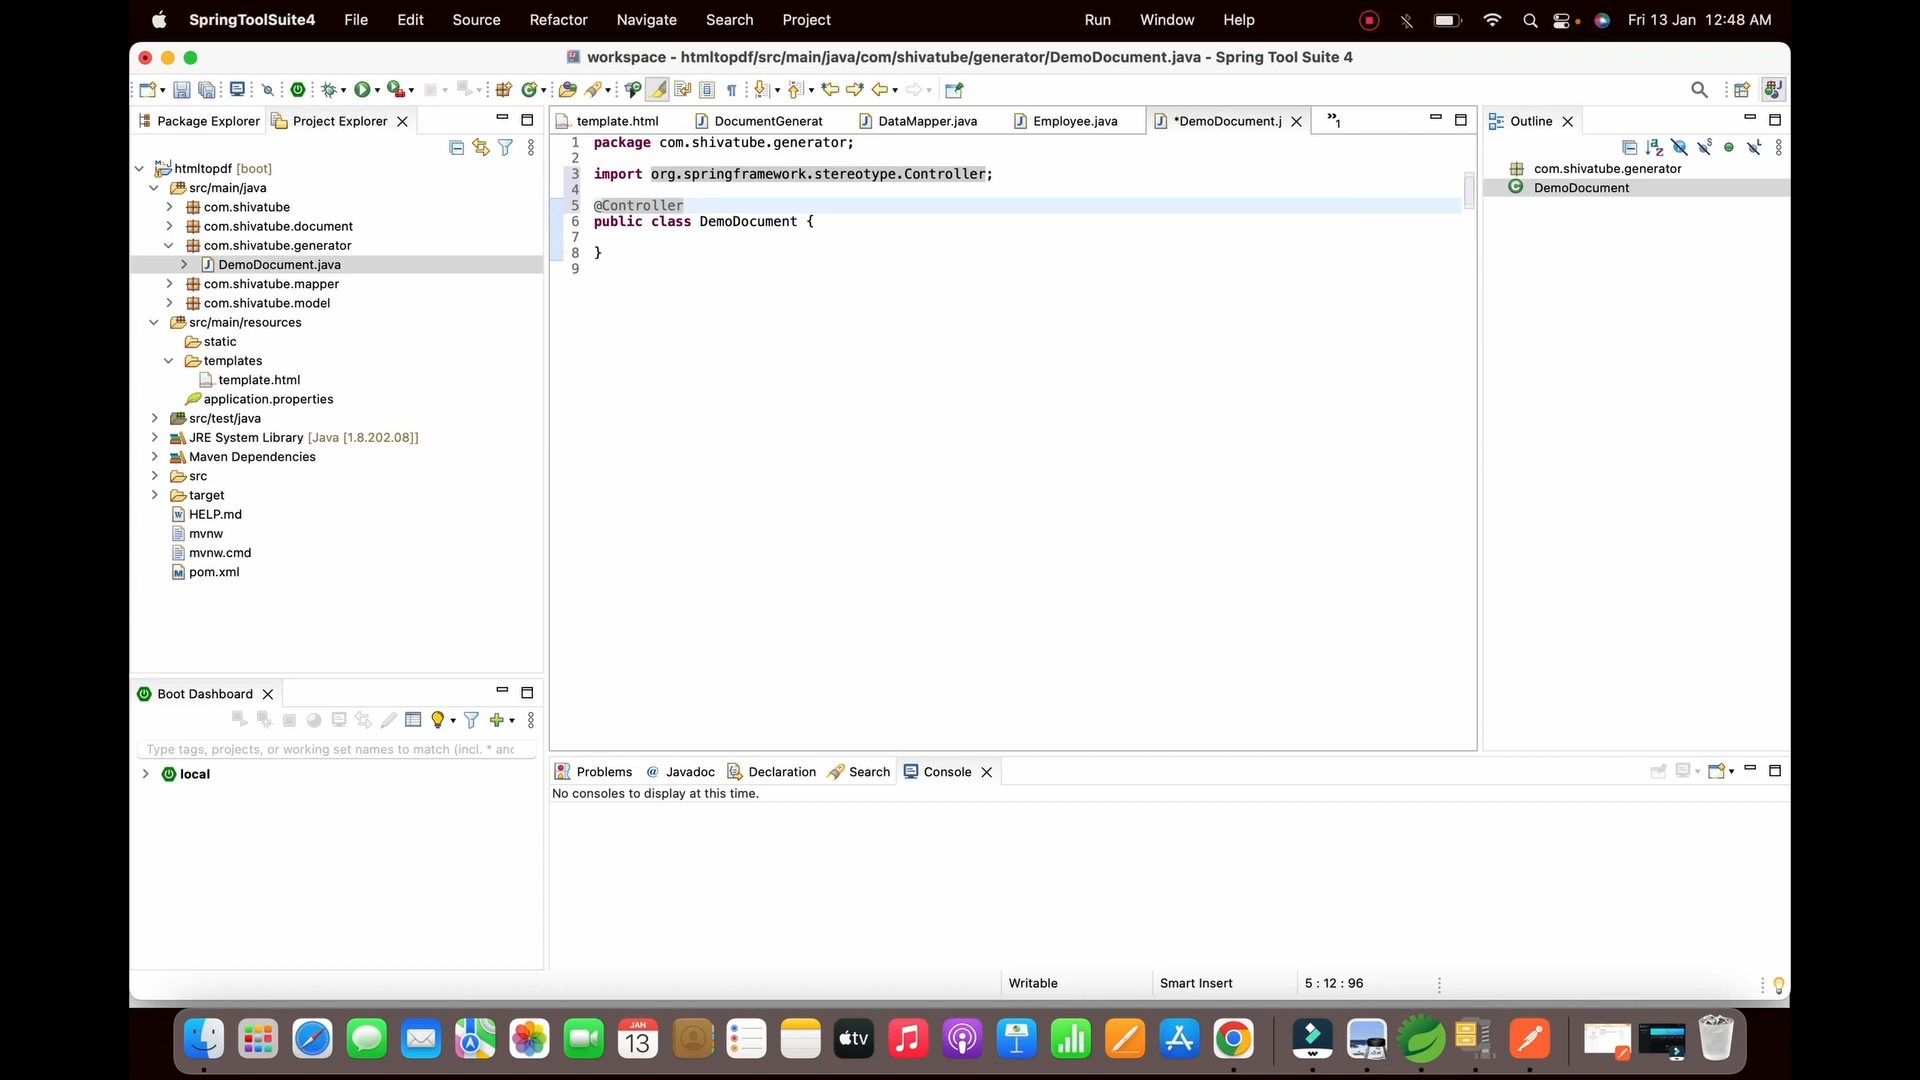 SpringToolSuite4 File Edit Source Refactor Navigate Search Project Run Window Help Fri 13 Jan 12:48 AM
workspace - htmltopdf/src/main/java/com/shivatube/generator/DemoDocument.java - Spring Tool Suite 4
Package Explorer Project Explorer
htmltopdf [boot]
src/main/java
com.shivatube
com.shivatube.document
com.shivatube.generator
DemoDocument.java
com.shivatube.mapper
com.shivatube.model
src/main/resources
static
templates
template.html
application.properties
src/test/java
JRE System Library [Java [1.8.202.08]]
Maven Dependencies
src
target
HELP.md
mvnw
mvnw.cmd
pom.xml
Boot Dashboard
Type tags, projects, or working set names to match (incl. * and
local
template.html DocumentGenerat DataMapper.java Employee.java *DemoDocument.j »1
1 package com.shivatube.generator;
2
3 import org.springframework.stereotype.Controller;
4
5 @Controller
6 public class DemoDocument {
7
8 }
9
Outline
com.shivatube.generator
DemoDocument
Problems @ Javadoc Declaration Search Console
No consoles to display at this time.
Writable Smart Insert 5 : 12 : 96
JAN
13
tv